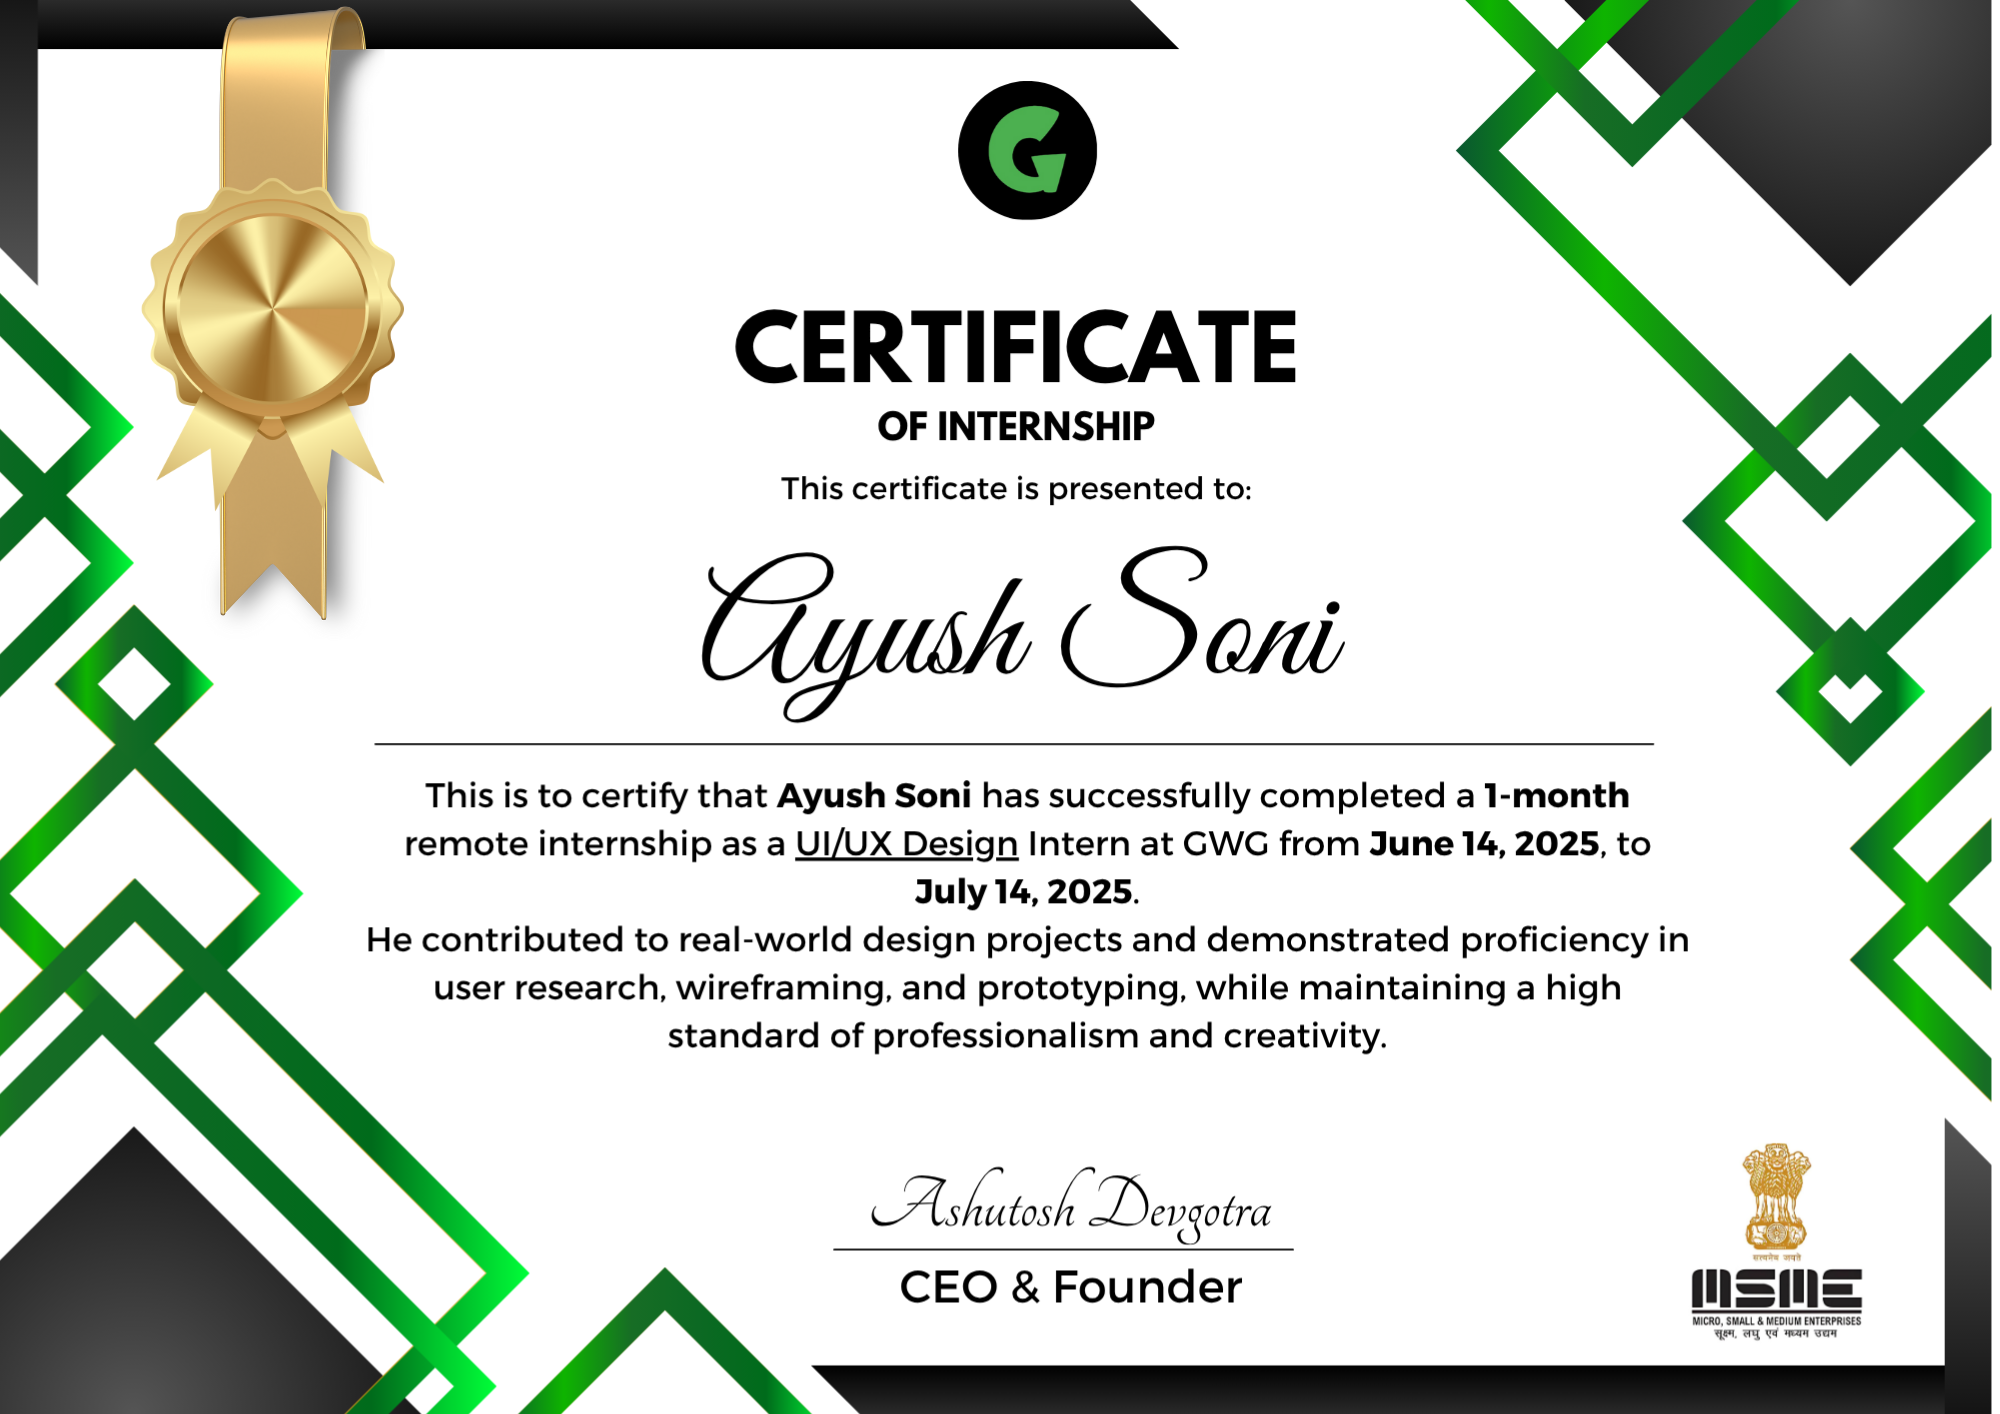 G
CERTIFICATE
OF INTERNSHIP
This certificate is presented to:
Ayush Soni
This is to certify that Ayush Soni has successfully completed a 1-month
remote internship as a UI/UX Design Intern at GWG from June 14, 2025, to
July 14, 2025.
He contributed to real-world design projects and demonstrated proficiency in
user research, wireframing, and prototyping, while maintaining a high
standard of professionalism and creativity.
Ashutosh Devgotra
CEO & Founder
सत्यमेव जयते
MSME
MICRO, SMALL & MEDIUM ENTERPRISES
सूक्ष्म, लघु एवं मध्यम उद्यम